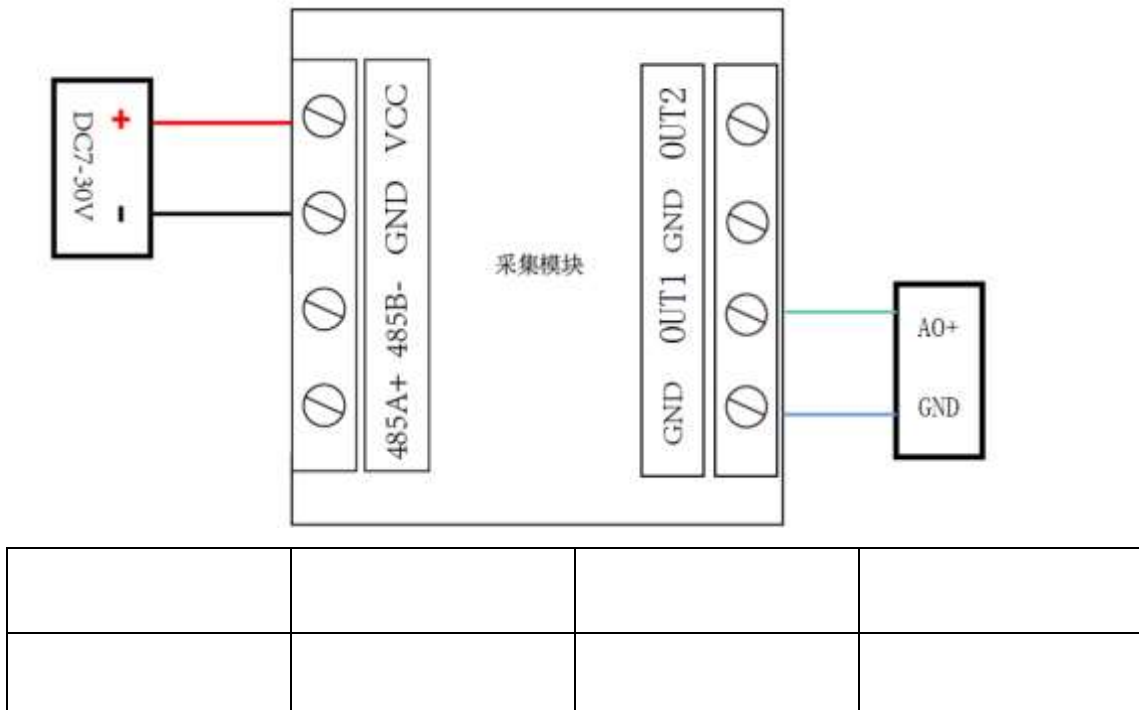 +
DC7-30V
-
VCC
GND
485B-
485A+
采集模块
OUT2
GND
OUT1
GND
AO+
GND